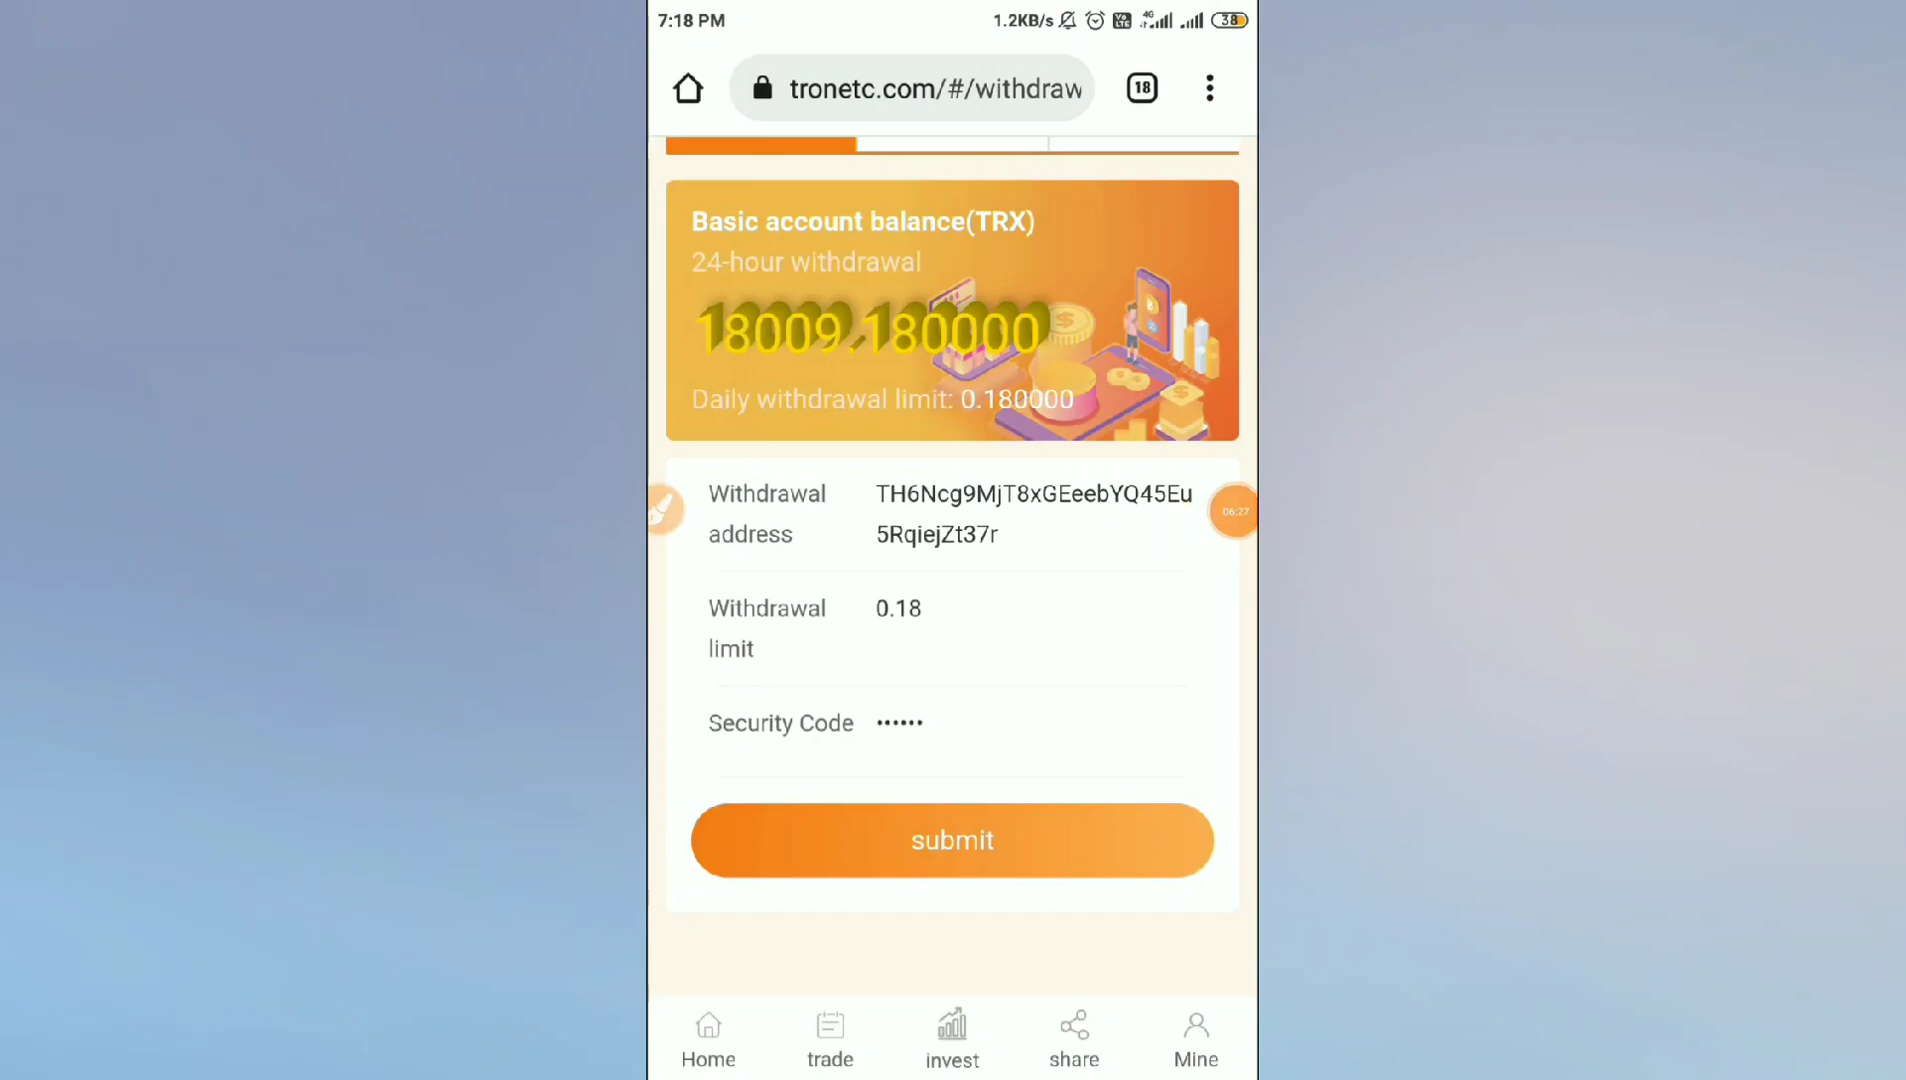 7:18 PM
1.2KB/s
4G
38
tronetc.com/#/withdraw
18
Basic account balance(TRX)
24-hour withdrawal
18009.180000
Daily withdrawal limit: 0.180000
Withdrawal address
TH6Ncg9MjT8xGEeebYQ45Eu
5RqiejZt37r
06:27
Withdrawal limit
0.18
Security Code ••••••
submit
Home
trade
invest
share
Mine